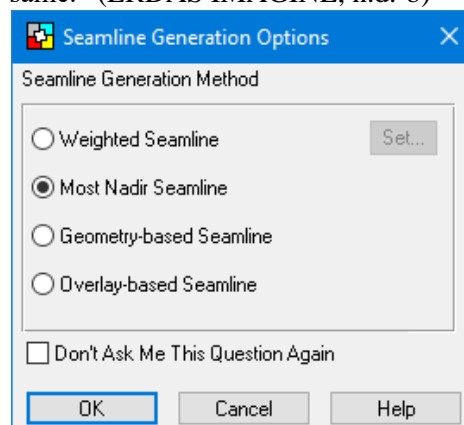 same. (ERDAS IMAGINE, n.d.-b)
Seamline Generation Options
Seamline Generation Method
Weighted Seamline Set...
Most Nadir Seamline
Geometry-based Seamline
Overlay-based Seamline
Don't Ask Me This Question Again
OK Cancel Help